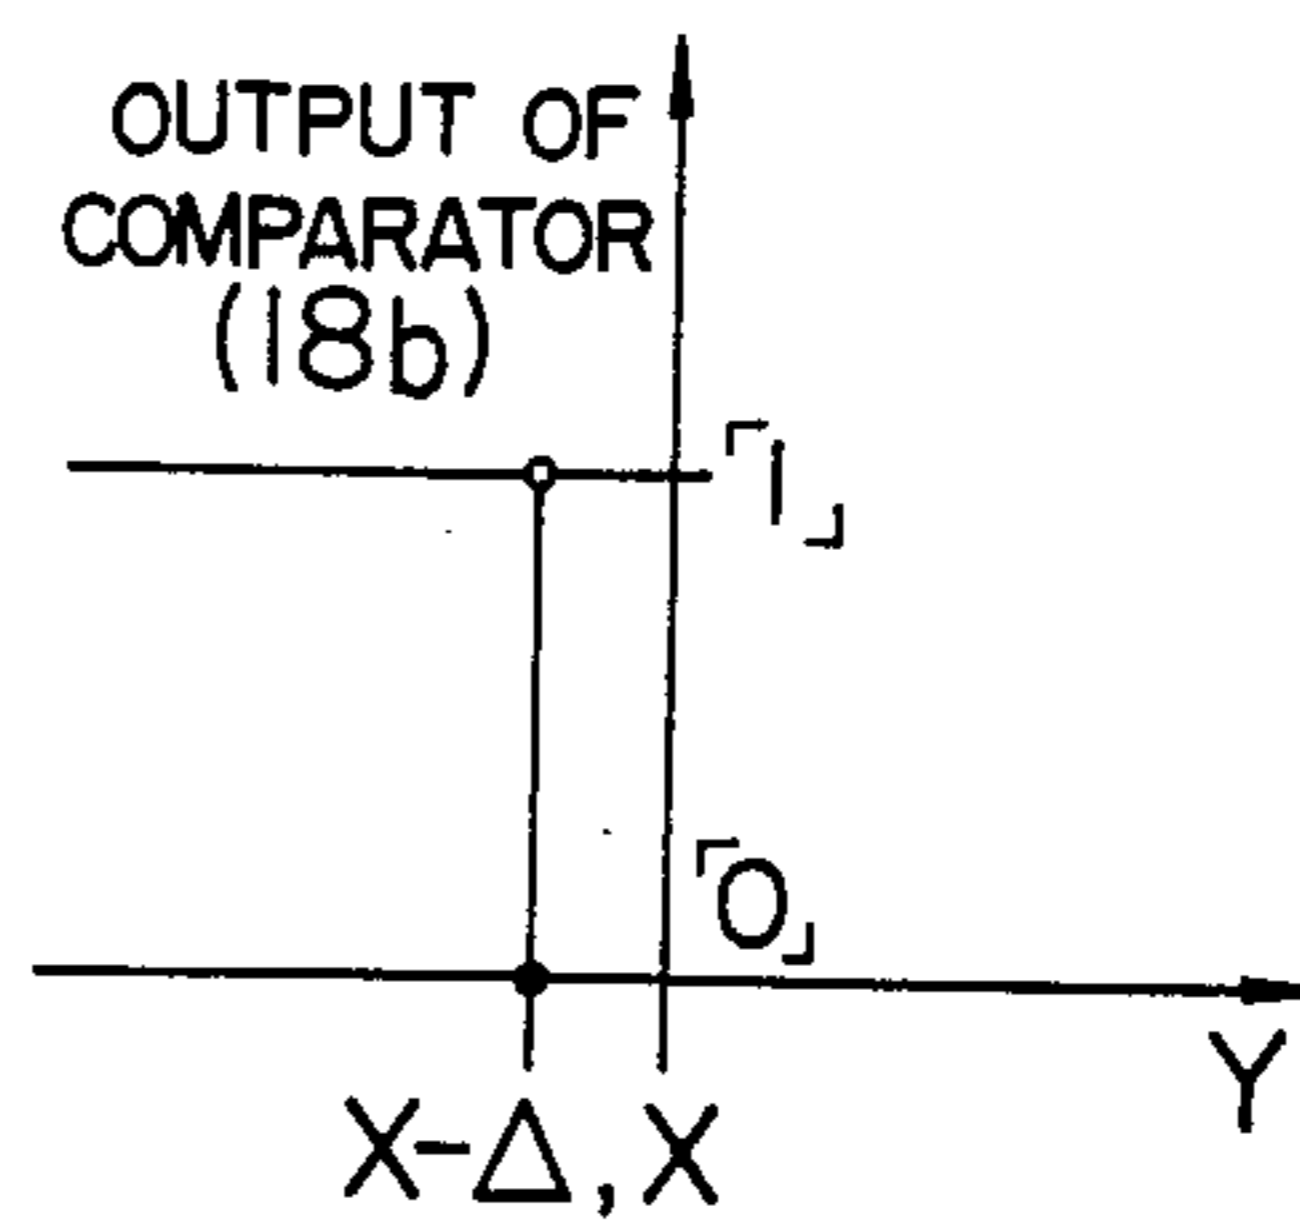 OUTPUT OF
COMPARATOR
(18b)
「1」
「0」
Y
X-Δ, X